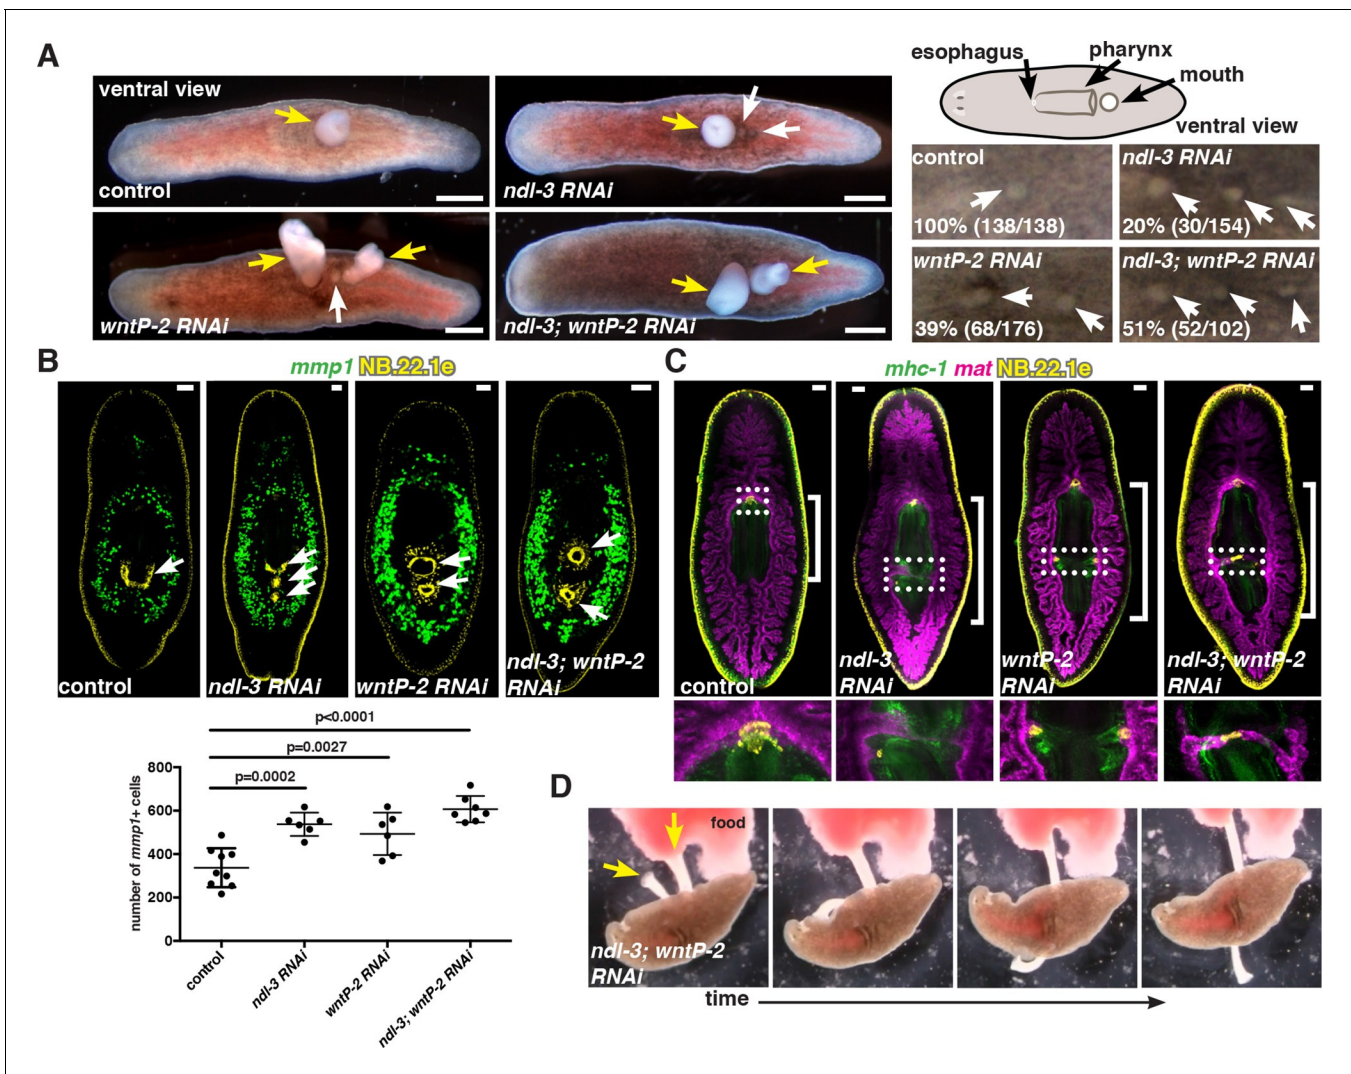 A
ventral view
control
ndl-3 RNAi
wntP-2 RNAi
ndl-3; wntP-2 RNAi
esophagus
pharynx
mouth
ventral view
control
100% (138/138)
ndl-3 RNAi
20% (30/154)
wntP-2 RNAi
39% (68/176)
ndl-3; wntP-2 RNAi
51% (52/102)
B
mmp1 NB.22.1e
control
ndl-3 RNAi
wntP-2 RNAi
ndl-3; wntP-2
RNAi
p<0.0001
p=0.0027
p=0.0002
number of mmp1+ cells
800
600
400
200
0
control
ndl-3 RNAi
wntP-2 RNAi
ndl-3; wntP-2 RNAi
C
mhc-1 mat NB.22.1e
control
ndl-3
RNAi
wntP-2
RNAi
ndl-3; wntP-2
RNAi
D
food
ndl-3; wntP-2
RNAi
time